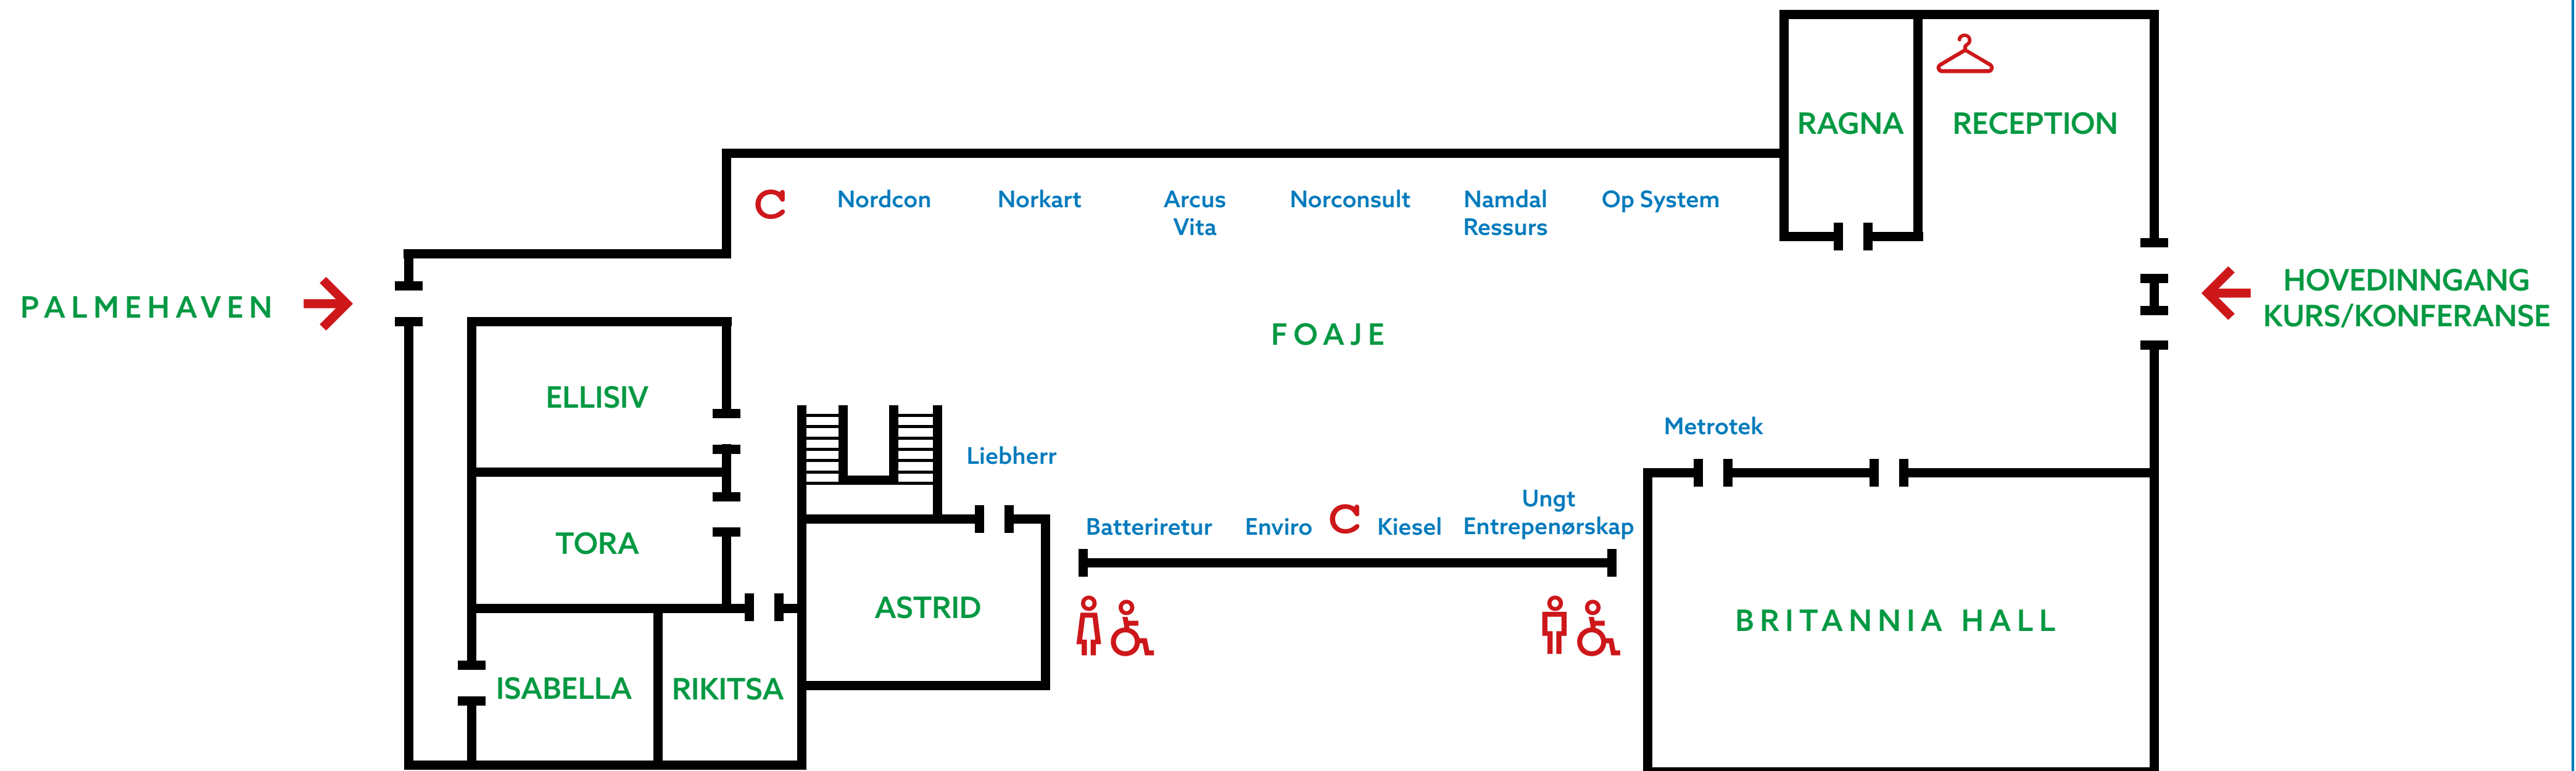 RAGNA
RECEPTION
Nordcon
Norkart
Arcus
Vita
Norconsult
Namdal
Ressurs
Op System
PALMEHAVEN
HOVEDINNGANG
KURS/KONFERANSE
FOAJE
ELLISIV
Metrotek
Liebherr
Batteriretur
Enviro
Kiesel
Ungt
Entrepenørskap
TORA
ASTRID
BRITANNIA HALL
ISABELLA
RIKITSA